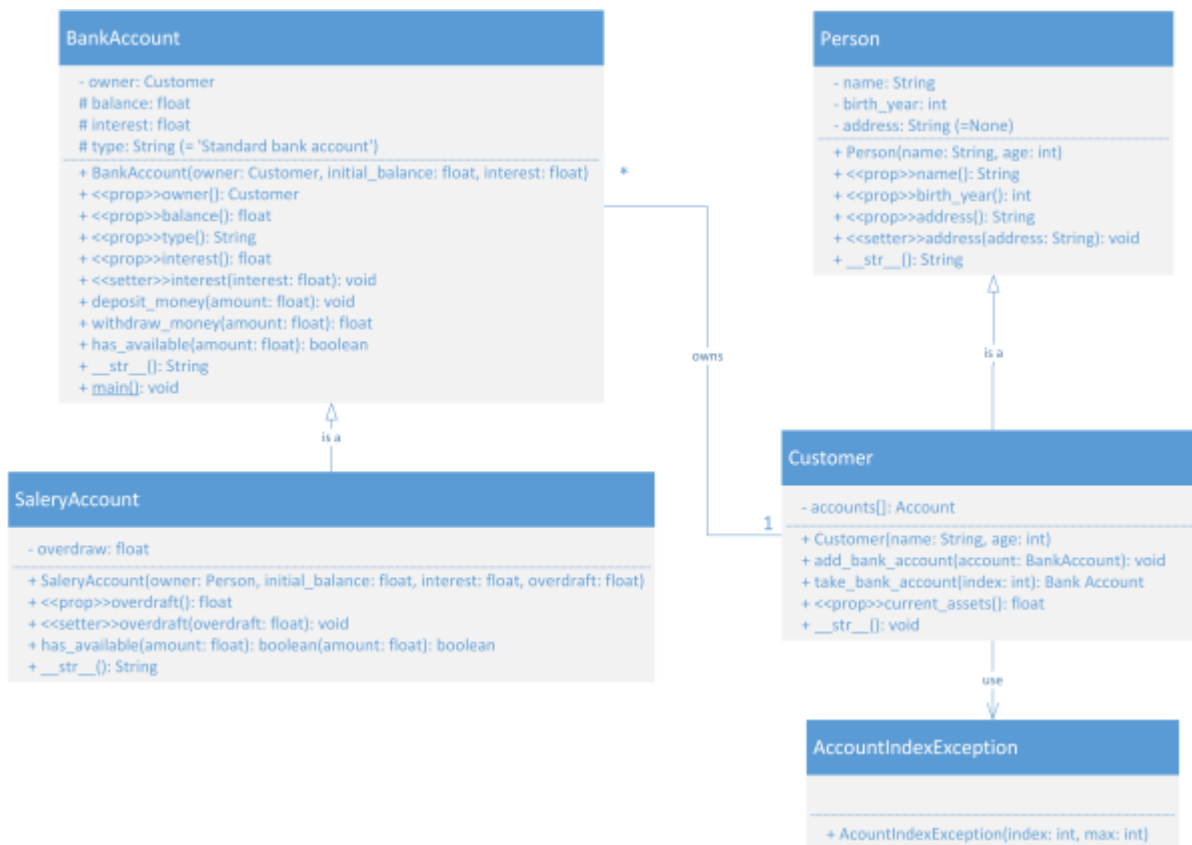 BankAccount
- owner: Customer
# balance: float
# interest: float
# type: String (= 'Standard bank account')
+ BankAccount(owner: Customer, initial_balance: float, interest: float)
+ <<prop>>owner(): Customer
+ <<prop>>balance(): float
+ <<prop>>type(): String
+ <<prop>>interest(): float
+ <<setter>>interest(interest: float): void
+ deposit_money(amount: float): void
+ withdraw_money(amount: float): float
+ has_available(amount: float): boolean
+ __str__(): String
+ main(): void
*
owns
1
Person
- name: String
- birth_year: int
- address: String (=None)
+ Person(name: String, age: int)
+ <<prop>>name(): String
+ <<prop>>birth_year(): int
+ <<prop>>address(): String
+ <<setter>>address(address: String): void
+ __str__(): String
is a
is a
SaleryAccount
- overdraw: float
+ SaleryAccount(owner: Person, initial_balance: float, interest: float, overdraft: float)
+ <<prop>>overdraft(): float
+ <<setter>>overdraft(overdraft: float): void
+ has_available(amount: float): boolean(amount: float): boolean
+ __str__(): String
Customer
- accounts[]: Account
+ Customer(name: String, age: int)
+ add_bank_account(account: BankAccount): void
+ take_bank_account(index: int): Bank Account
+ <<prop>>current_assets(): float
+ __str__(): void
use
AccountIndexException
+ AcountIndexException(index: int, max: int)